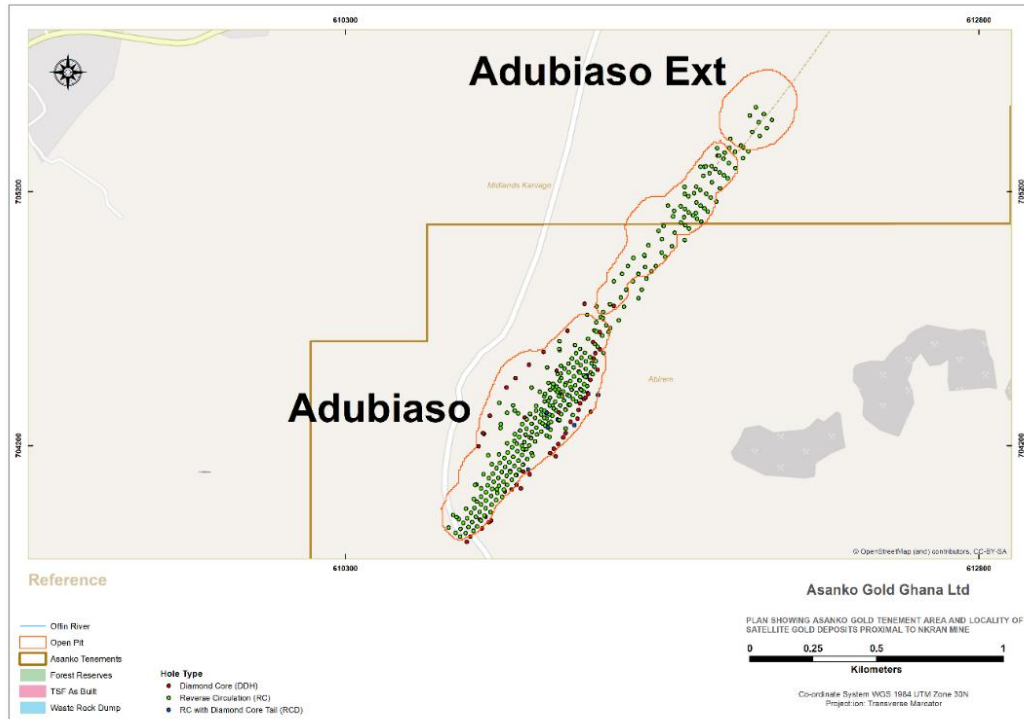 610300
612800
Adubiaso Ext
705200
705200
Midlands Kanvago
Adubiaso
Abirem
704200
704200
© OpenStreetMap (and) contributors, CC-BY-SA
610300
612800
Reference
Offin River
Open Pit
Asanko Tenements
Forest Reserves
TSF As Built
Waste Rock Dump
Hole Type
Diamond Core (DDH)
Reverse Circulation (RC)
RC with Diamond Core Tail (RCD)
Asanko Gold Ghana Ltd
PLAN SHOWING ASANKO GOLD TENEMENT AREA AND LOCALITY OF
SATELLITE GOLD DEPOSITS PROXIMAL TO NKRAN MINE
0 0.25 0.5 1
Kilometers
Co-ordinate System WGS 1984 UTM Zone 30N
Projection: Transverse Mercator